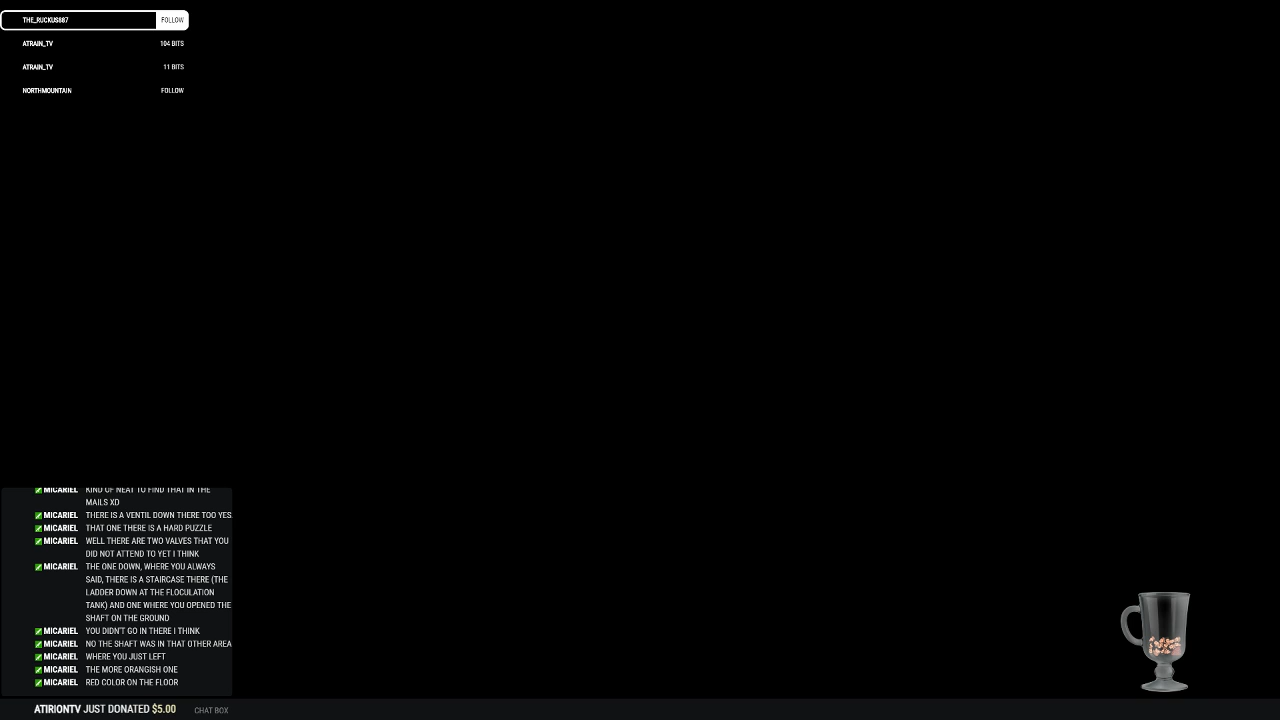 THE_RUCKUS687 FOLLOW
ATRAIN_TV 104 BITS
ATRAIN_TV 11 BITS
NORTHMOUNTAIN FOLLOW
MICARIEL KIND OF NEAT TO FIND THAT IN THE
MAILS XD
MICARIEL THERE IS A VENTIL DOWN THERE TOO YES
MICARIEL THAT ONE THERE IS A HARD PUZZLE
MICARIEL WELL THERE ARE TWO VALVES THAT YOU
DID NOT ATTEND TO YET I THINK
MICARIEL THE ONE DOWN, WHERE YOU ALWAYS
SAID, THERE IS A STAIRCASE THERE (THE
LADDER DOWN AT THE FLOCULATION
TANK) AND ONE WHERE YOU OPENED THE
SHAFT ON THE GROUND
MICARIEL YOU DIDN'T GO IN THERE I THINK
MICARIEL NO THE SHAFT WAS IN THAT OTHER AREA
MICARIEL WHERE YOU JUST LEFT
MICARIEL THE MORE ORANGISH ONE
MICARIEL RED COLOR ON THE FLOOR
ATIRIONTV JUST DONATED $5.00 CHAT BOX